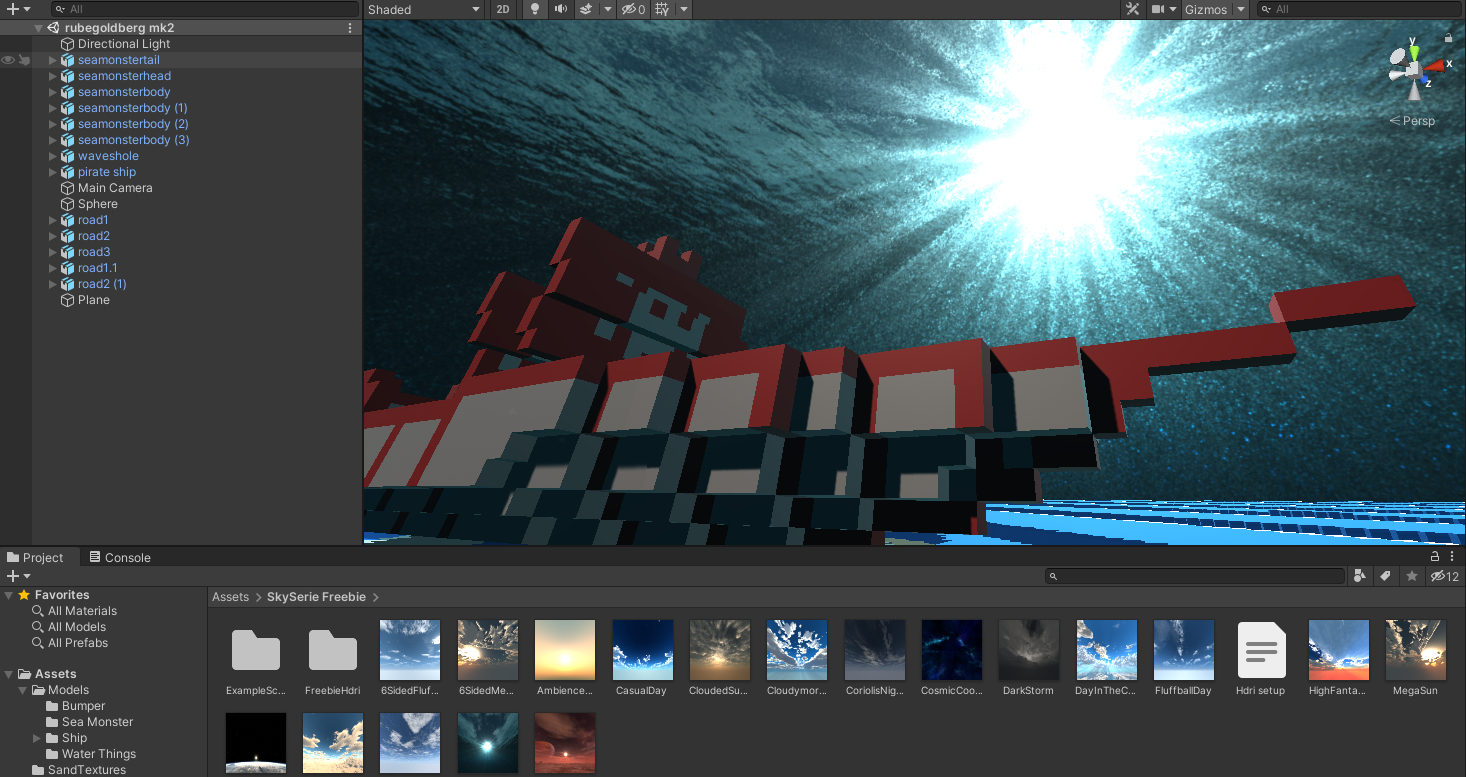 All
Shaded
2D
0
Gizmos
All
rubegoldberg mk2
Directional Light
seamonstertail
seamonsterhead
seamonsterbody
seamonsterbody (1)
seamonsterbody (2)
seamonsterbody (3)
waveshole
pirate ship
Main Camera
Sphere
road1
road2
road3
road1.1
road2 (1)
Plane
y
x
z
Persp
Project
Console
12
Favorites
All Materials
All Models
All Prefabs
Assets
Models
Bumper
Sea Monster
Ship
Water Things
SandTextures
Assets > SkySerie Freebie >
ExampleSc...
FreebieHdri
6SidedFluf...
6SidedMe...
Ambience...
CasualDay
CloudedSu...
Cloudymor...
CoriolisNig...
CosmicCoo...
DarkStorm
DayInTheC...
FluffballDay
Hdri setup
HighFanta...
MegaSun